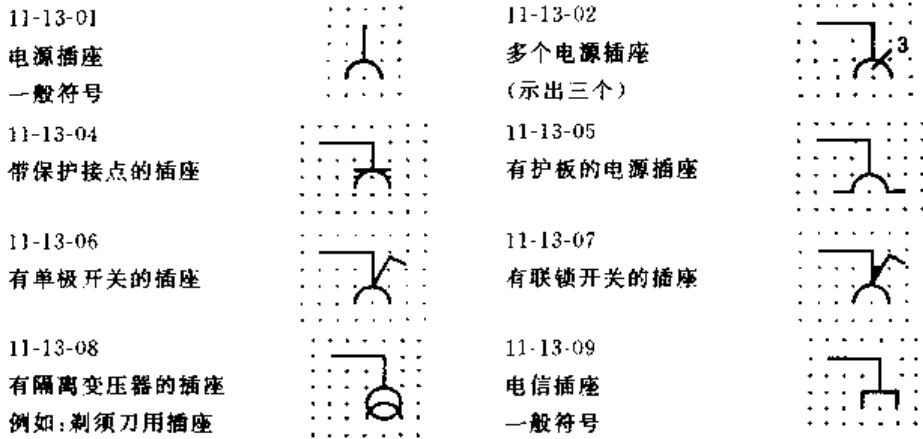 11-13-01
电源插座
一般符号
11-13-02
多个电源插座
(示出三个)
3
11-13-04
带保护接点的插座
11-13-05
有护板的电源插座
11-13-06
有单极开关的插座
11-13-07
有联锁开关的插座
11-13-08
有隔离变压器的插座
例如:剃须刀用插座
11-13-09
电信插座
一般符号